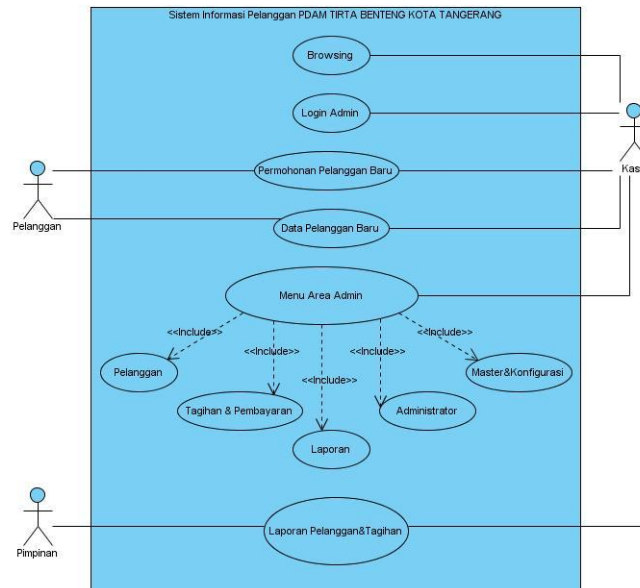 Sistem Informasi Pelanggan PDAM TIRTA BENTENG KOTA TANGERANG
Browsing
Login Admin
Permohonan Pelanggan Baru
Kas
Pelanggan
Data Pelanggan Baru
Menu Area Admin
<<Include>>
<<Include>>
<<Include>>
<<Include>>
<<Include>>
Pelanggan
Master&Konfigurasi
Tagihan & Pembayaran
Administrator
Laporan
Laporan Pelanggan&Tagihan
Pimpinan